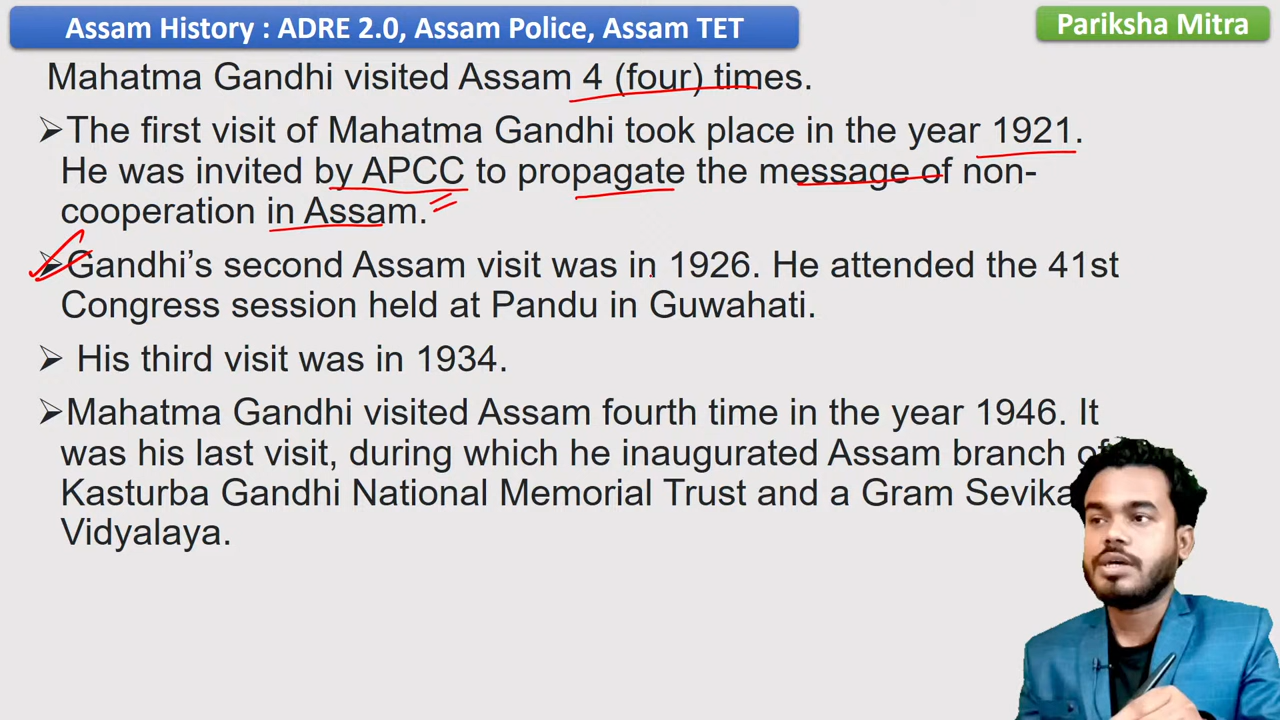 Assam History : ADRE 2.0, Assam Police, Assam TET
Pariksha Mitra
Mahatma Gandhi visited Assam 4 (four) times.
➢The first visit of Mahatma Gandhi took place in the year 1921.
He was invited by APCC to propagate the message of non-
cooperation in Assam.
➢Gandhi’s second Assam visit was in 1926. He attended the 41st
Congress session held at Pandu in Guwahati.
➢ His third visit was in 1934.
➢Mahatma Gandhi visited Assam fourth time in the year 1946. It
was his last visit, during which he inaugurated Assam branch of
Kasturba Gandhi National Memorial Trust and a Gram Sevika
Vidyalaya.